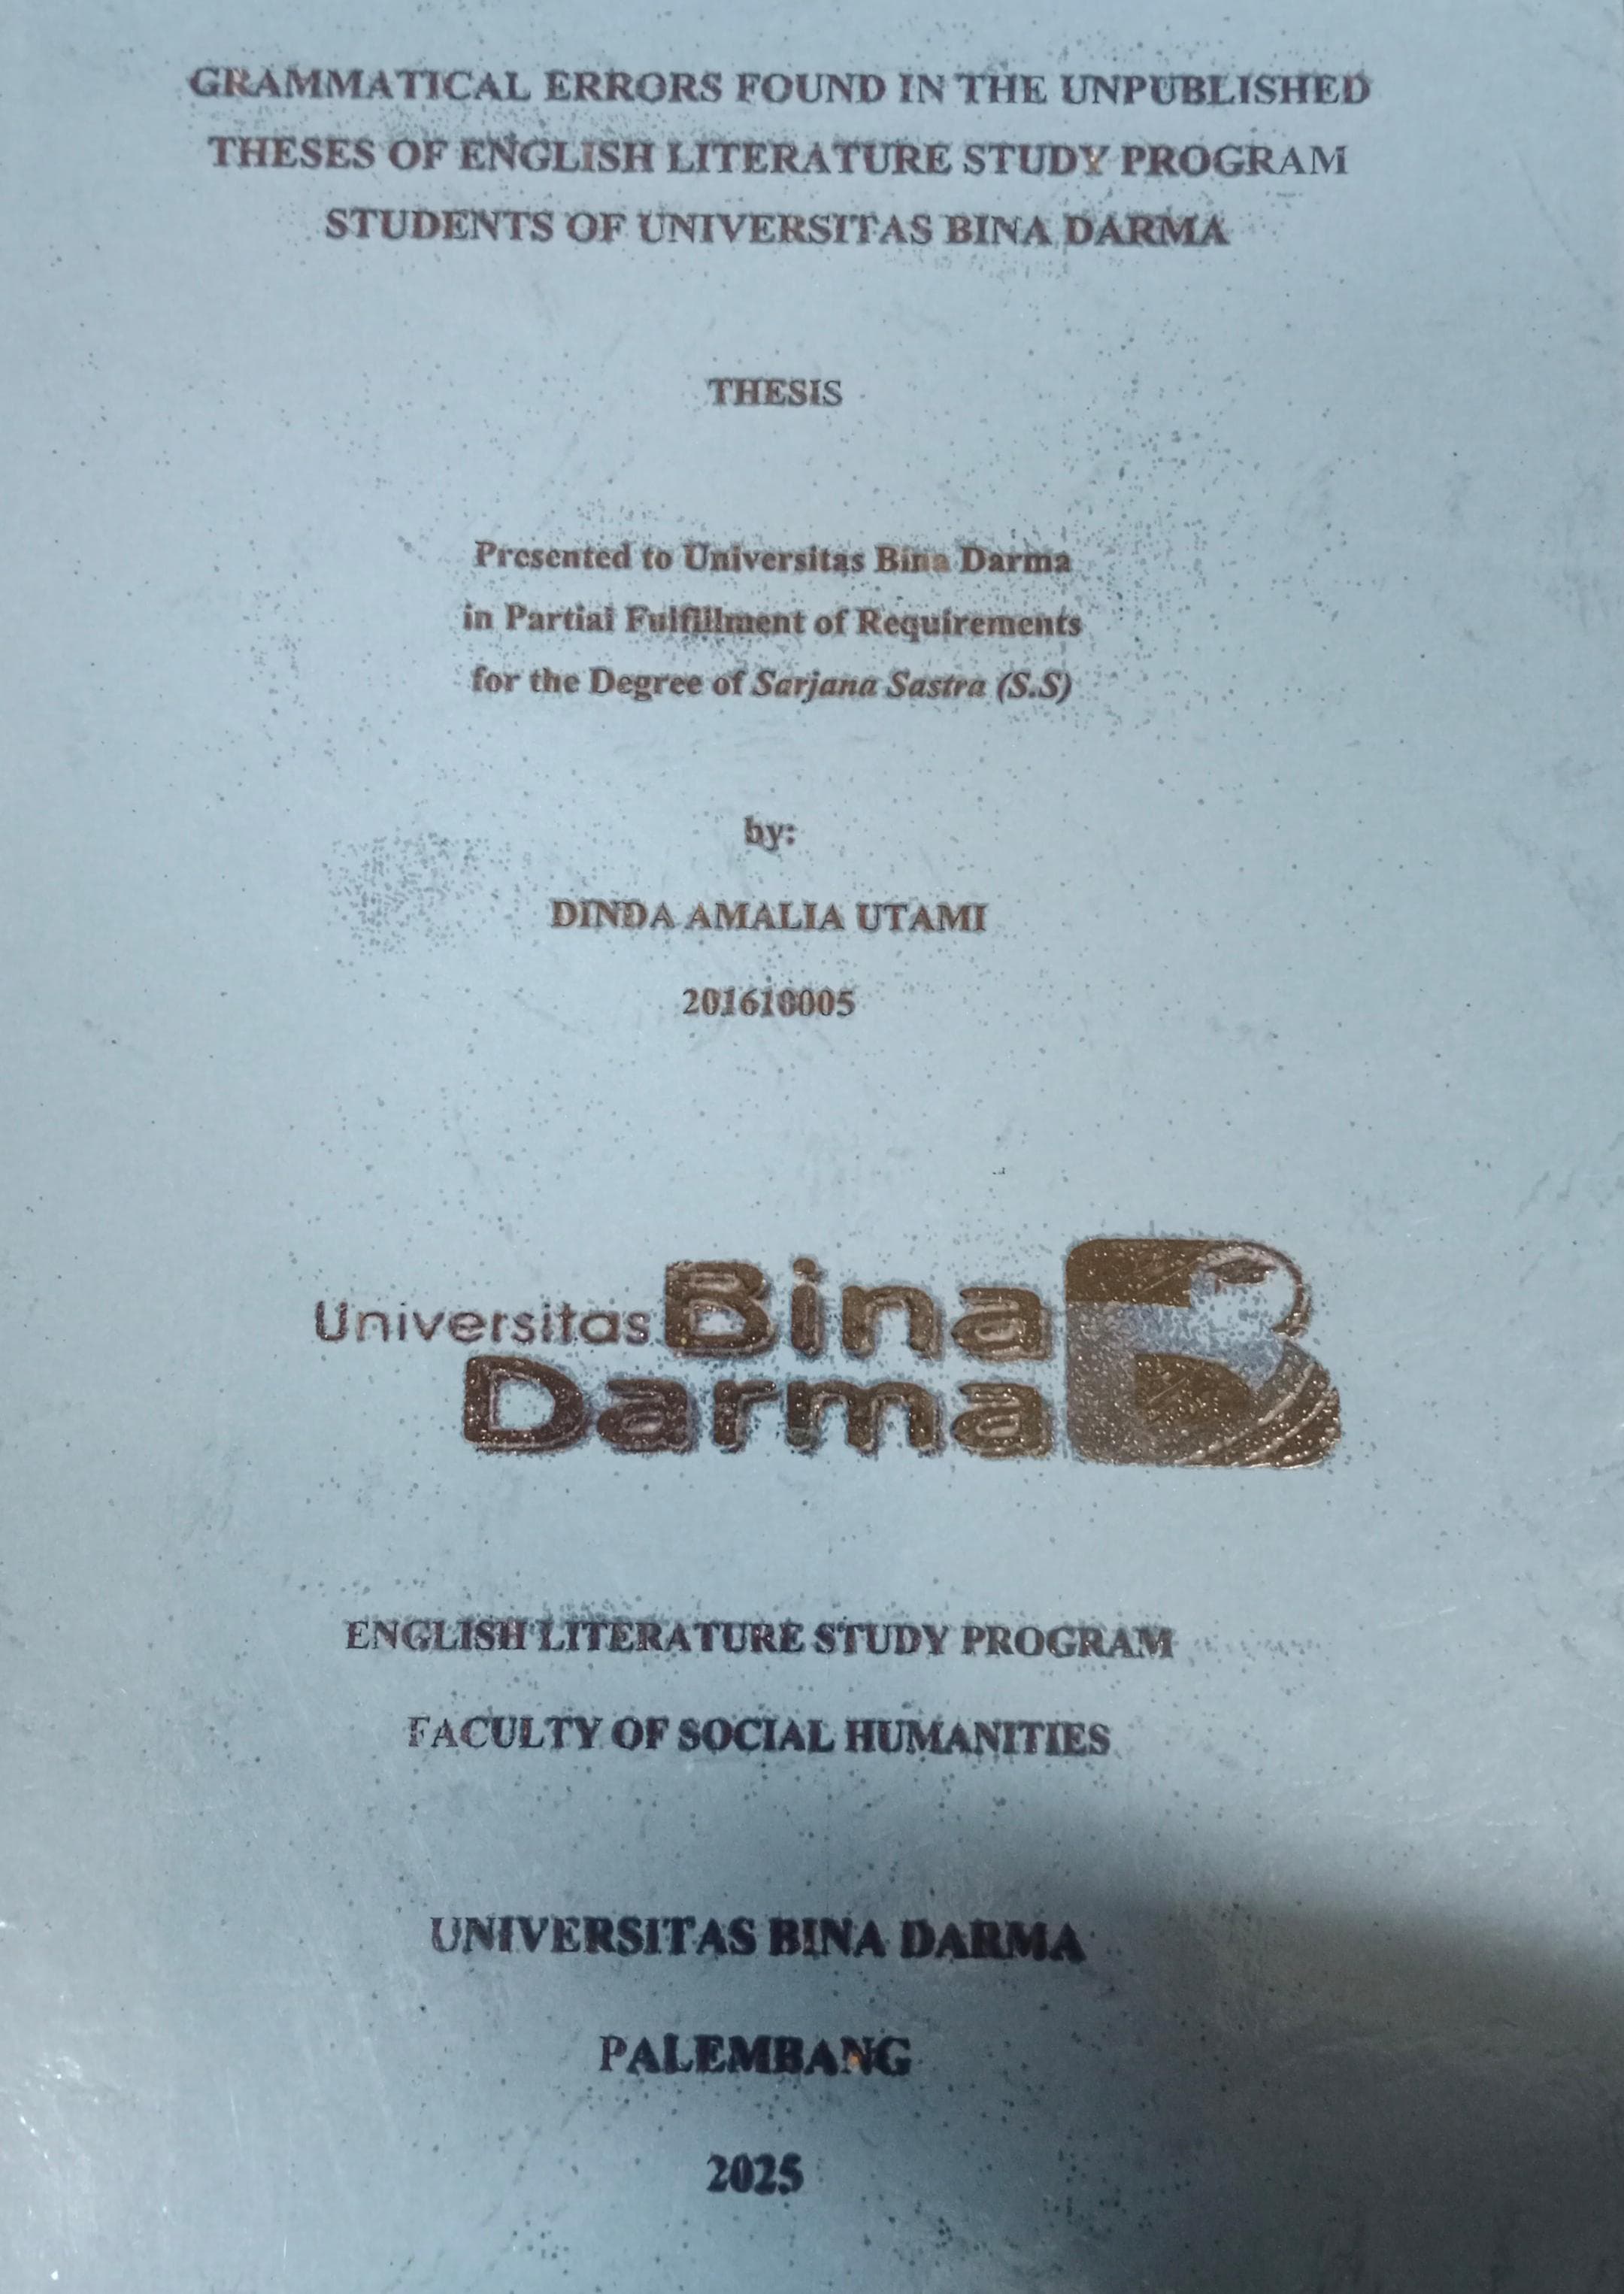 GRAMMATICAL ERRORS FOUND IN THE UNPUBLISHED
THESES OF ENGLISH LITERATURE STUDY PROGRAM
STUDENTS OF UNIVERSITAS BINA DARMA
THESIS
Presented to Universitas Bina Darma
in Partial Fulfillment of Requirements
for the Degree of Sarjana Sastra (S.S)
by:
DINDA AMALIA UTAMI
201610005
Universitas Bina
Darma
ENGLISH LITERATURE STUDY PROGRAM
FACULTY OF SOCIAL HUMANITIES
UNIVERSITAS BINA DARMA
PALEMBANG
2025